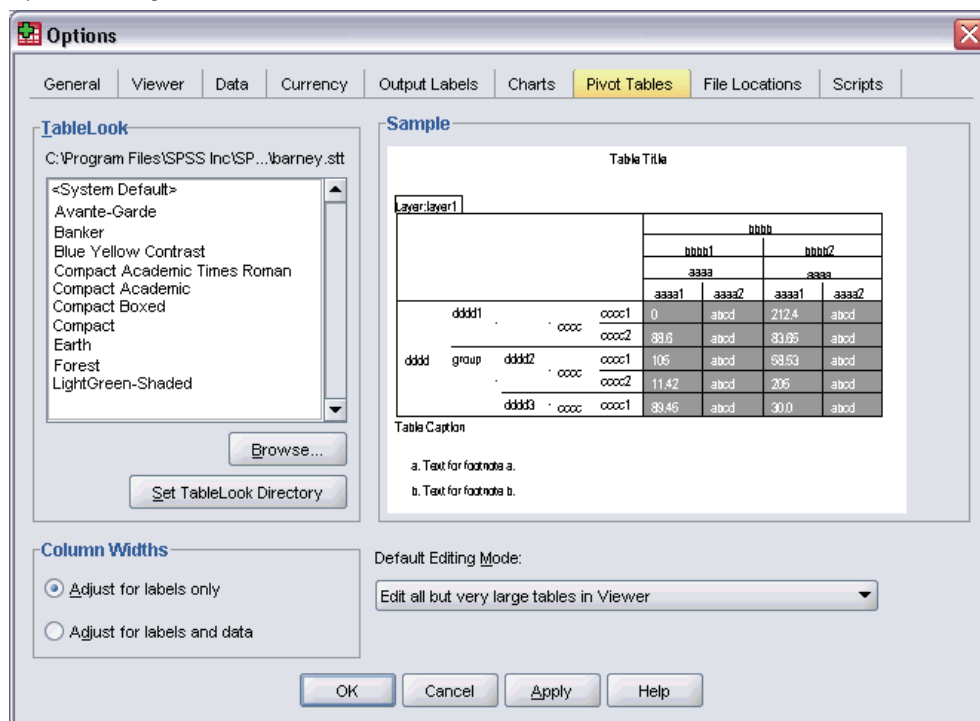 Options
General Viewer Data Currency Output Labels Charts Pivot Tables File Locations Scripts
TableLook
C:\Program Files\SPSS Inc\SP...\barney.stt
<System Default>
Avante-Garde
Banker
Blue Yellow Contrast
Compact Academic Times Roman
Compact Academic
Compact Boxed
Compact
Earth
Forest
LightGreen-Shaded
Browse...
Set TableLook Directory
Sample
Table Title
Layer:layer1
bbbb
bbbb1 bbbb2
aaaa aaaa
aaaa1 aaaa2 aaaa1 aaaa2
dddd group dddd1 cccc cccc1 0 abcd 212.4 abcd
cccc2 88.6 abcd 83.65 abcd
dddd2 cccc cccc1 105 abcd 58.53 abcd
cccc2 11.42 abcd 205 abcd
dddd3 cccc cccc1 89.45 abcd 30.0 abcd
Table Caption
a. Text for footnote a.
b. Text for footnote b.
Column Widths
Adjust for labels only
Adjust for labels and data
Default Editing Mode:
Edit all but very large tables in Viewer
OK Cancel Apply Help